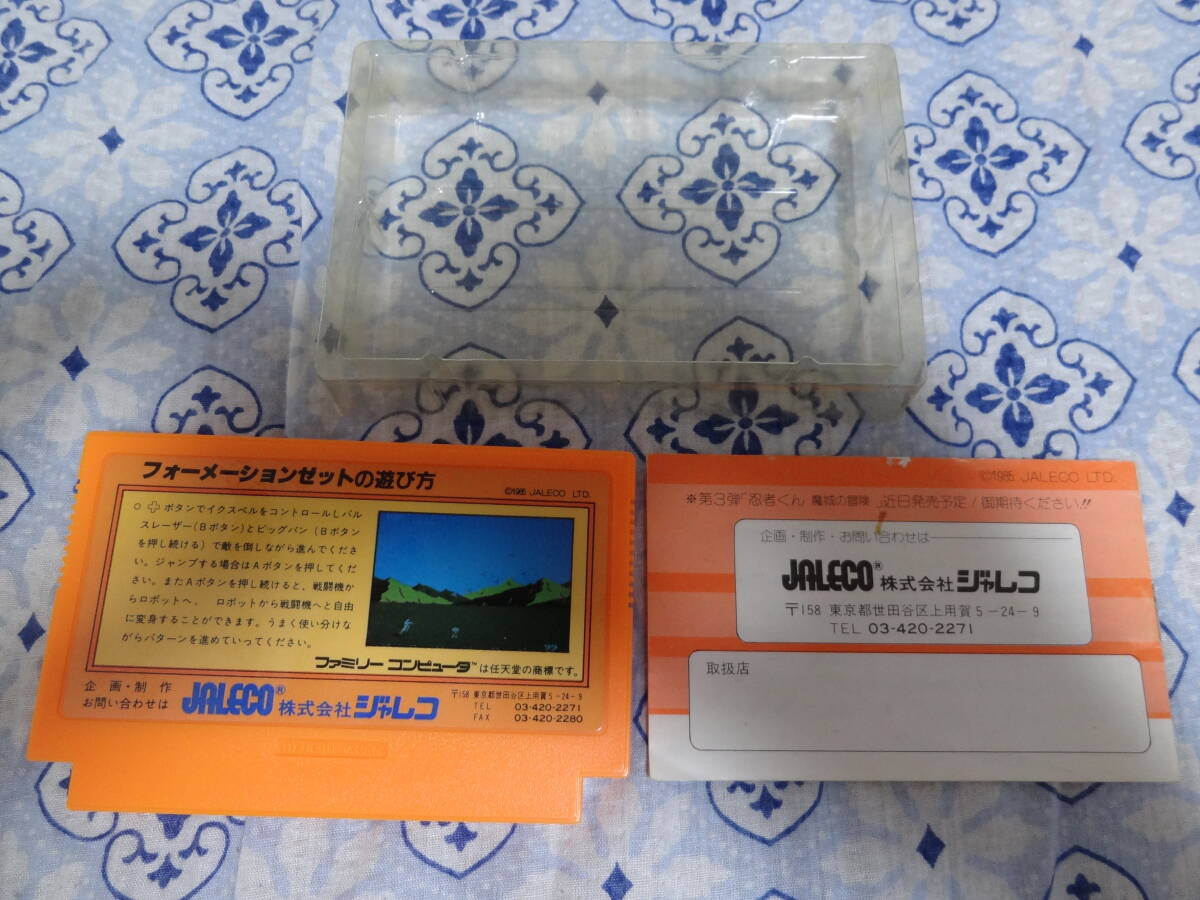 フォーメーションゼットの遊び方
©1985 JALECO LTD.
○ ボタンでイクスペルをコントロールしパル
スレーザー(Bボタン)とビッグバン (Bボタン
を押し続ける) で敵を倒しながら進んでくださ
い。ジャンプする場合はAボタンを押してくだ
さい。またAボタンを押し続けると、戦闘機か
らロボットへ、 ロボットから戦闘機へと自由
に変身することができます。うまく使い分けな
がらパターンを進めていってください。
ファミリー コンピュータ™は任天堂の商標です。
企画・制作
お問い合わせは
JALECO® 株式会社ジャレコ
〒158 東京都世田谷区上用賀5-24-9
TEL 03-420-2271
FAX 03-420-2280
©1985 JALECO LTD.
※第3弾「忍者くん 魔城の冒険」近日発売予定/御期待ください!!
企画・制作・お問い合わせは
JALECO® 株式会社ジャレコ
〒158 東京都世田谷区上用賀5-24-9
TEL 03-420-2271
取扱店